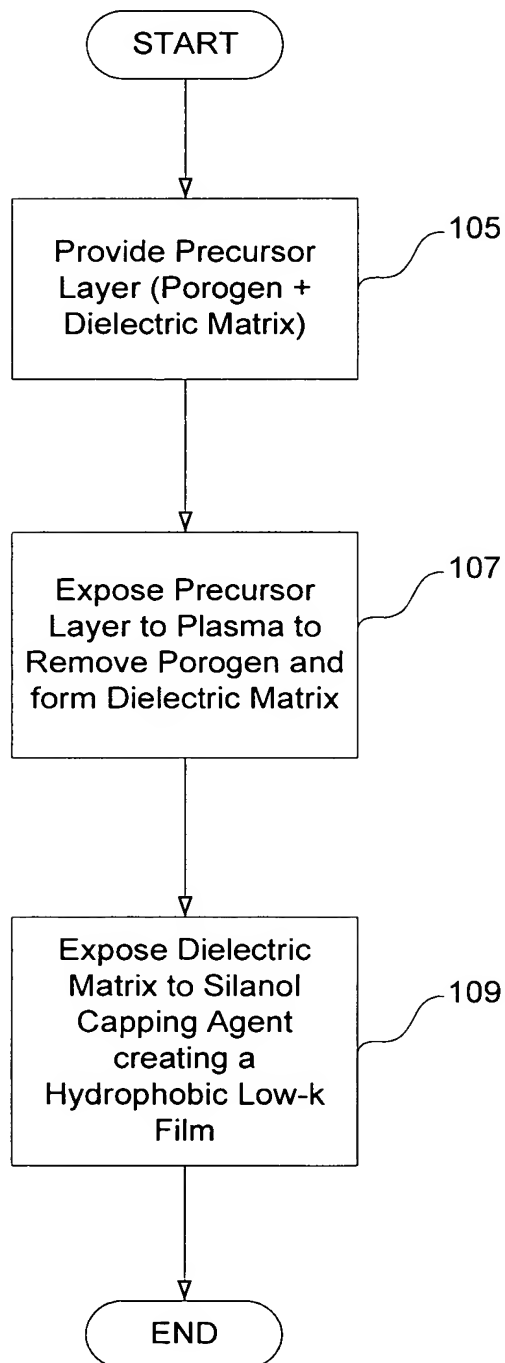 START
105
Provide Precursor
Layer (Porogen +
Dielectric Matrix)
107
Expose Precursor
Layer to Plasma to
Remove Porogen and
form Dielectric Matrix
109
Expose Dielectric
Matrix to Silanol
Capping Agent
creating a
Hydrophobic Low-k
Film
END